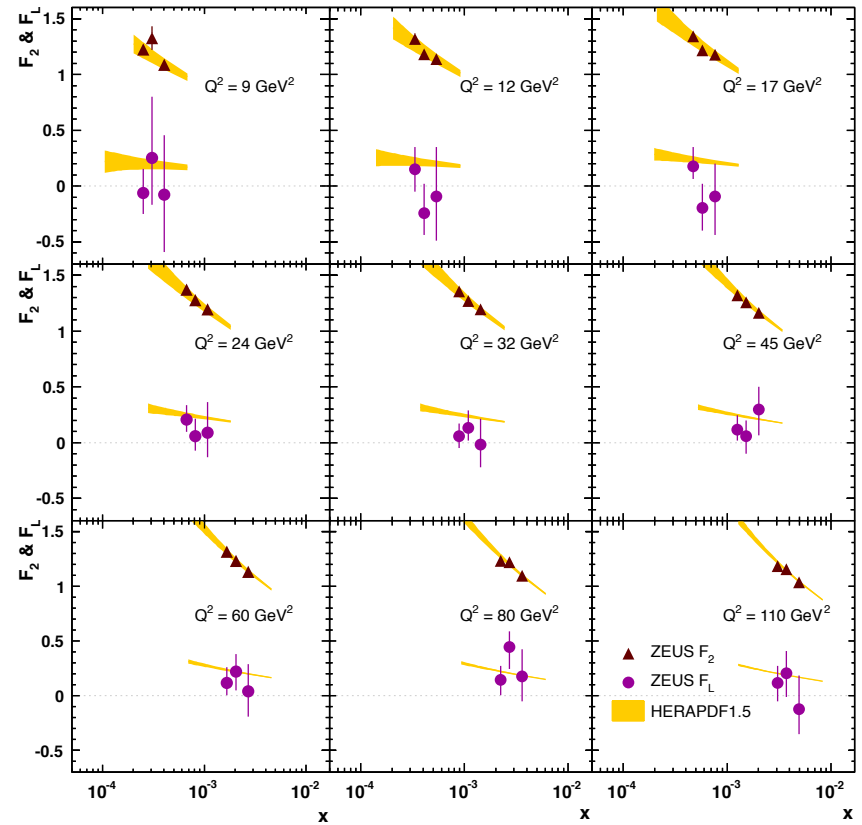 F₂ & F_L
1.5
1
0.5
0
-0.5
Q² = 9 GeV²
Q² = 12 GeV²
Q² = 17 GeV²
F₂ & F_L
1.5
1
0.5
0
-0.5
Q² = 24 GeV²
Q² = 32 GeV²
Q² = 45 GeV²
F₂ & F_L
1.5
1
0.5
0
-0.5
Q² = 60 GeV²
Q² = 80 GeV²
Q² = 110 GeV²
ZEUS F₂
ZEUS F_L
HERAPDF1.5
10⁻⁴ 10⁻³ 10⁻² 10⁻⁴ 10⁻³ 10⁻² 10⁻⁴ 10⁻³ 10⁻²
x x x